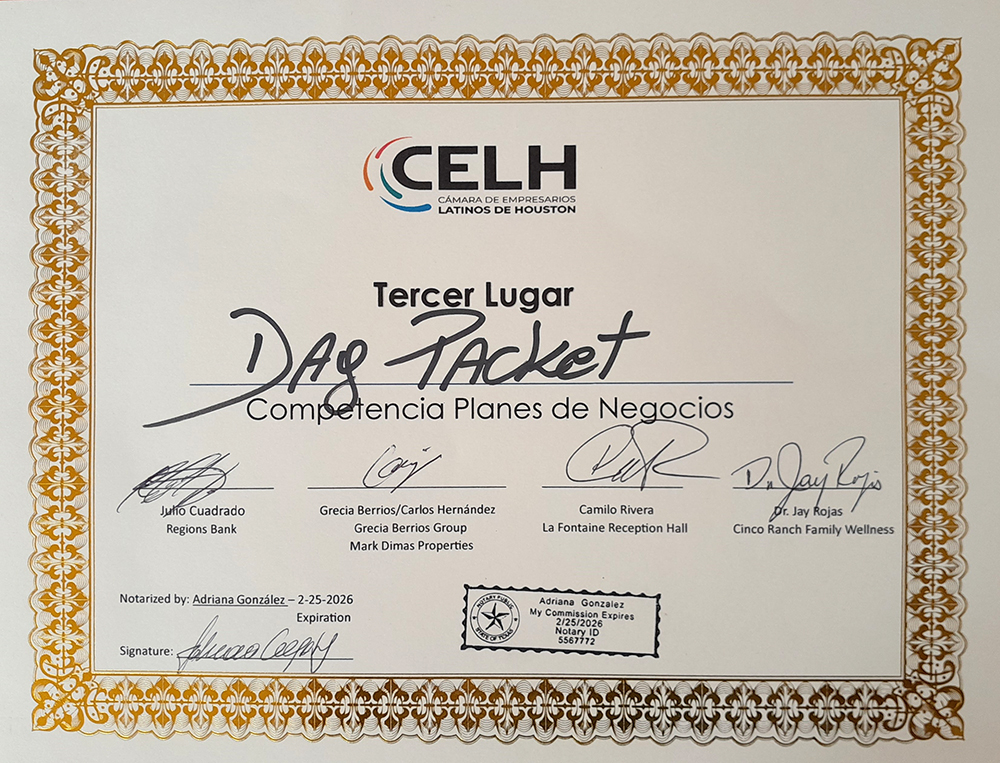 CELH
CÁMARA DE EMPRESARIOS
LATINOS DE HOUSTON
Tercer Lugar
Dag Packet
Competencia Planes de Negocios
Dr. Jay Rojas
Julio Cuadrado
Regions Bank
Grecia Berrios/Carlos Hernández
Grecia Berrios Group
Mark Dimas Properties
Camilo Rivera
La Fontaine Reception Hall
Dr. Jay Rojas
Cinco Ranch Family Wellness
Notarized by: Adriana González – 2-25-2026
Expiration
Signature:
NOTARY PUBLIC
STATE OF TEXAS
Adriana Gonzalez
My Commission Expires
2/25/2026
Notary ID
5567772